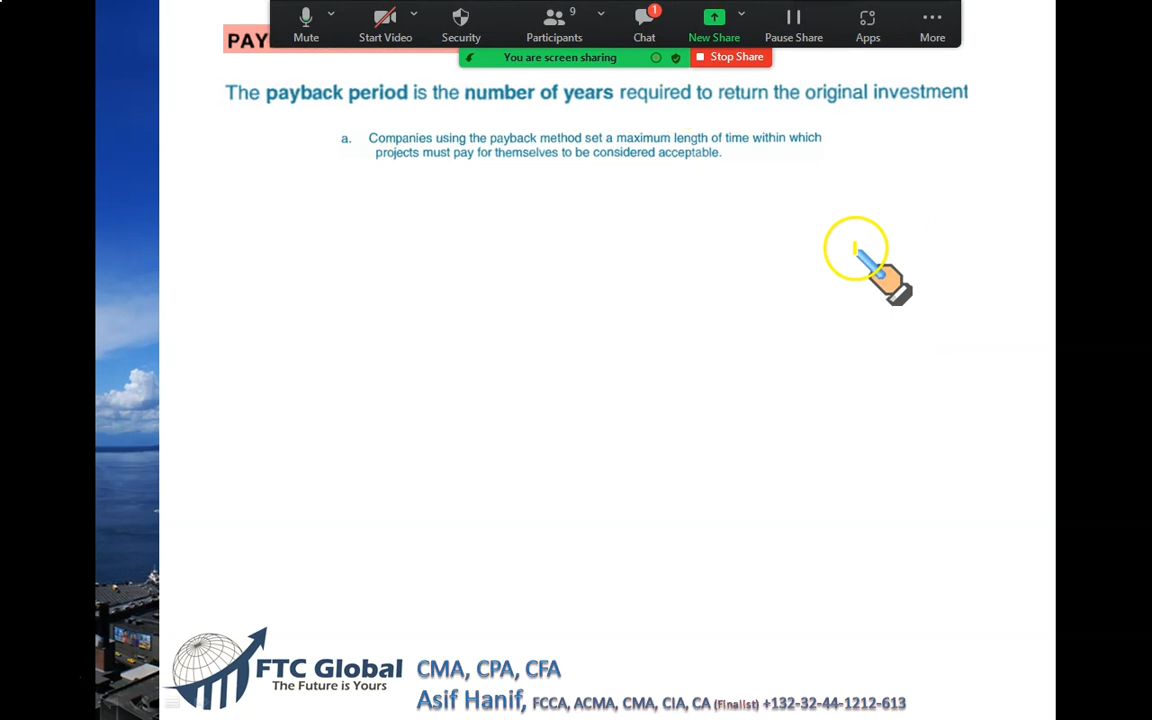 9
1
Mute
Start Video
Security
Participants
Chat
New Share
Pause Share
Apps
More
PAY
You are screen sharing
Stop Share
The payback period is the number of years required to return the original investment
a. Companies using the payback method set a maximum length of time within which
projects must pay for themselves to be considered acceptable.
FTC Global
The Future is Yours
CMA, CPA, CFA
Asif Hanif, FCCA, ACMA, CMA, CIA, CA (Finalist) +132-32-44-1212-613